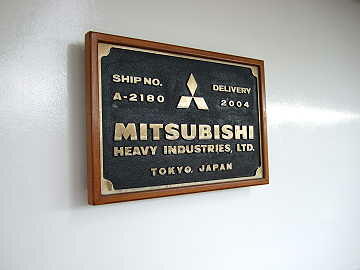 SHIP NO. DELIVERY
A-2180 2004
MITSUBISHI
HEAVY INDUSTRIES, LTD.
TOKYO, JAPAN